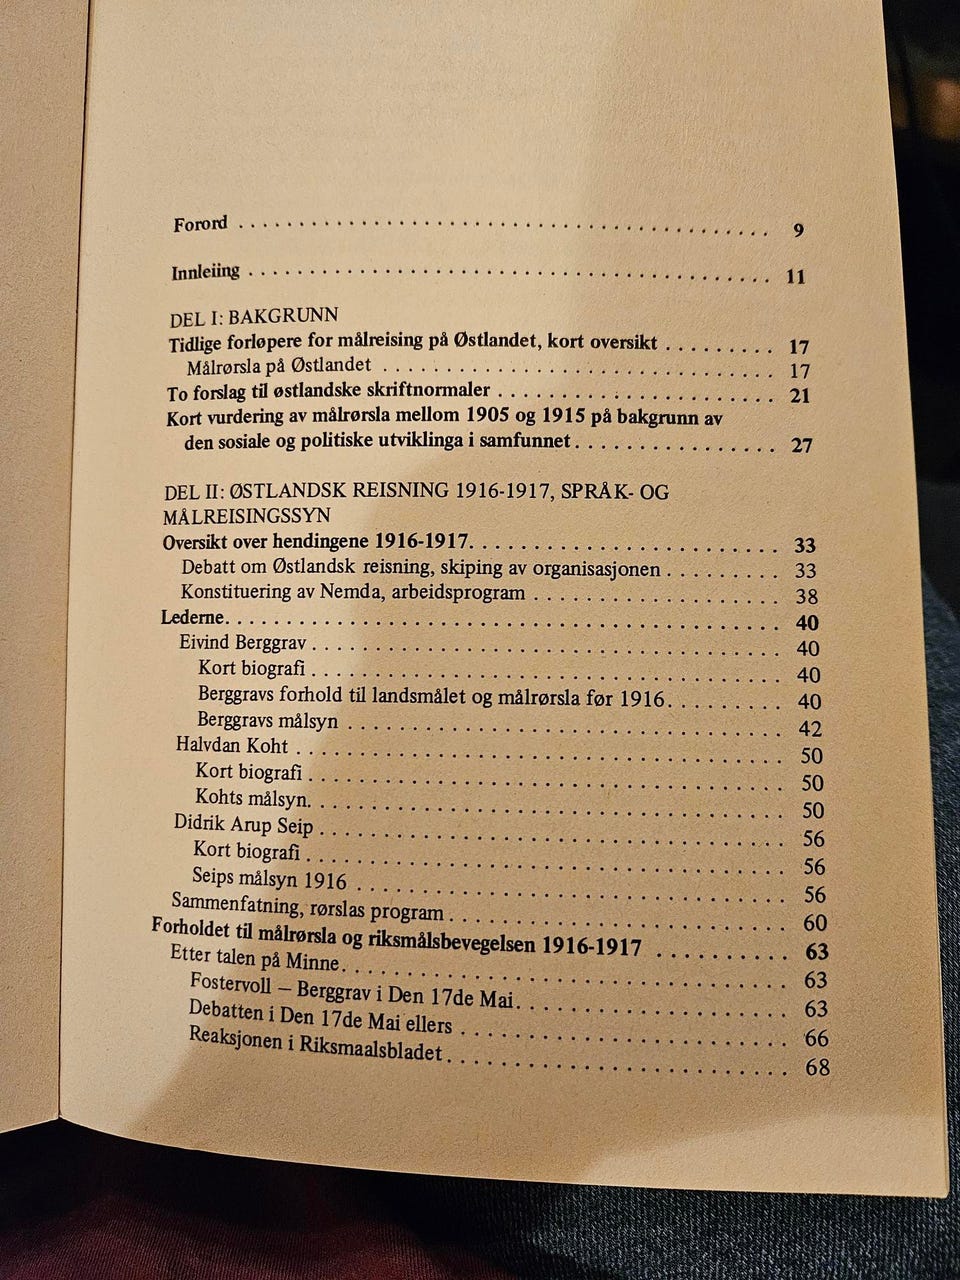 Forord . . . . . . . . . . . . . . . . . . . . . . . . . . . . . . . . . . . . . . . . . . . 9
Innleiing . . . . . . . . . . . . . . . . . . . . . . . . . . . . . . . . . . . . . . . . . . 11
DEL I: BAKGRUNN
Tidlige forløpere for målreising på Østlandet, kort oversikt . . . . . . . . . 17
Målrørsla på Østlandet . . . . . . . . . . . . . . . . . . . . . . . . . . . . . . 17
To forslag til østlandske skriftnormaler . . . . . . . . . . . . . . . . . . . . . 21
Kort vurdering av målrørsla mellom 1905 og 1915 på bakgrunn av
den sosiale og politiske utviklinga i samfunnet . . . . . . . . . . . . . . . . 27
DEL II: ØSTLANDSK REISNING 1916-1917, SPRÅK- OG
MÅLREISINGSSYN
Oversikt over hendingene 1916-1917. . . . . . . . . . . . . . . . . . . . . . . . 33
Debatt om Østlandsk reisning, skiping av organisasjonen . . . . . . . . . 33
Konstituering av Nemda, arbeidsprogram . . . . . . . . . . . . . . . . . . . 38
Lederne. . . . . . . . . . . . . . . . . . . . . . . . . . . . . . . . . . . . . . . . . . . 40
Eivind Berggrav . . . . . . . . . . . . . . . . . . . . . . . . . . . . . . . . . . . . 40
Kort biografi . . . . . . . . . . . . . . . . . . . . . . . . . . . . . . . . . . . . 40
Berggravs forhold til landsmålet og målrørsla før 1916. . . . . . . . . 40
Berggravs målsyn . . . . . . . . . . . . . . . . . . . . . . . . . . . . . . . . . 42
Halvdan Koht . . . . . . . . . . . . . . . . . . . . . . . . . . . . . . . . . . . . . 50
Kort biografi . . . . . . . . . . . . . . . . . . . . . . . . . . . . . . . . . . . . 50
Kohts målsyn. . . . . . . . . . . . . . . . . . . . . . . . . . . . . . . . . . . . 50
Didrik Arup Seip . . . . . . . . . . . . . . . . . . . . . . . . . . . . . . . . . . . 56
Kort biografi . . . . . . . . . . . . . . . . . . . . . . . . . . . . . . . . . . . . 56
Seips målsyn 1916 . . . . . . . . . . . . . . . . . . . . . . . . . . . . . . . . . 56
Sammenfatning, rørslas program . . . . . . . . . . . . . . . . . . . . . . . . . 60
Forholdet til målrørsla og riksmålsbevegelsen 1916-1917 . . . . . . . . . . 63
Etter talen på Minne. . . . . . . . . . . . . . . . . . . . . . . . . . . . . . . . . . 63
Fostervoll – Berggrav i Den 17de Mai. . . . . . . . . . . . . . . . . . . . . 63
Debatten i Den 17de Mai ellers . . . . . . . . . . . . . . . . . . . . . . . . . 66
Reaksjonen i Riksmaalsbladet . . . . . . . . . . . . . . . . . . . . . . . . . . 68